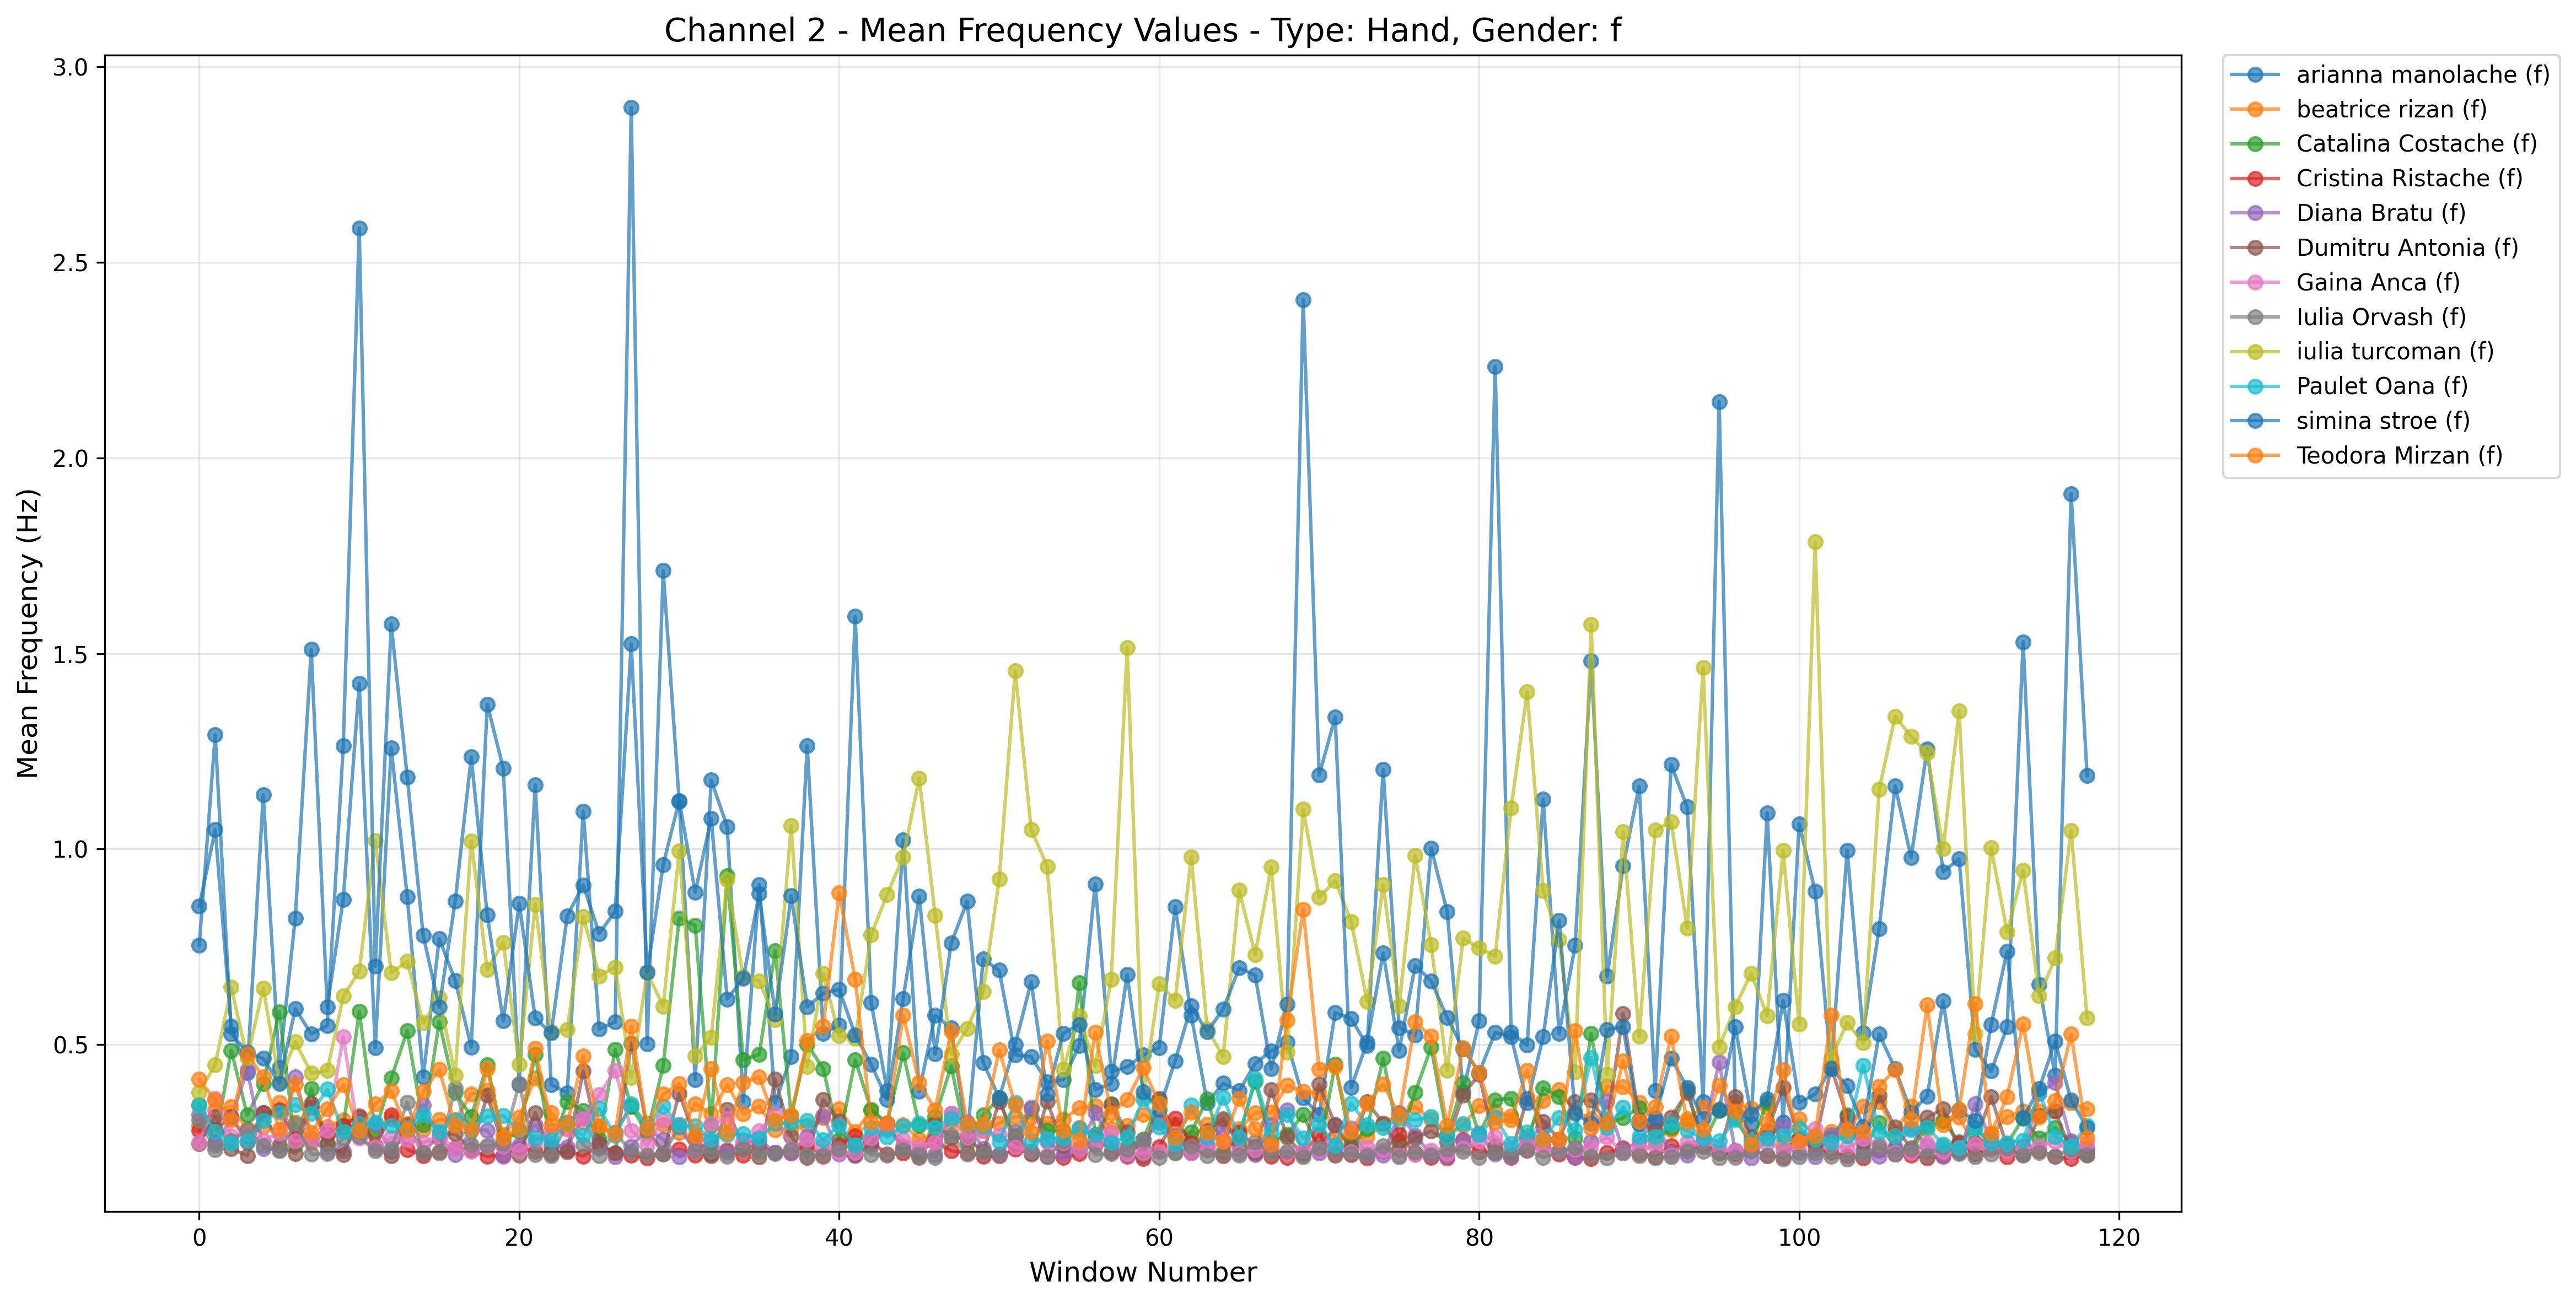 Channel 2 - Mean Frequency Values - Type: Hand, Gender: f
3.0
2.5
2.0
1.5
1.0
0.5
Mean Frequency (Hz)
0
20
40
60
80
100
120
Window Number
arianna manolache (f)
beatrice rizan (f)
Catalina Costache (f)
Cristina Ristache (f)
Diana Bratu (f)
Dumitru Antonia (f)
Gaina Anca (f)
Iulia Orvash (f)
iulia turcoman (f)
Paulet Oana (f)
simina stroe (f)
Teodora Mirzan (f)